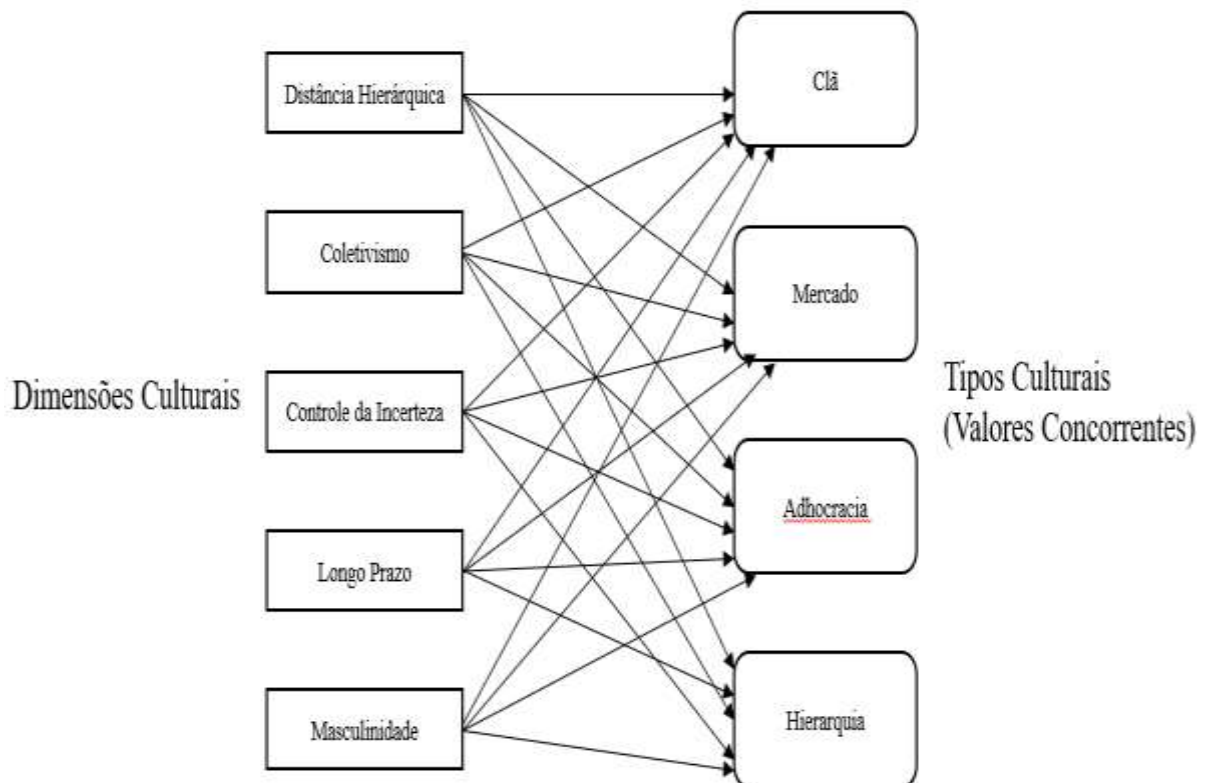 Dimensões Culturais
Distância Hierárquica
Coletivismo
Controle da Incerteza
Longo Prazo
Masculinidade
Clã
Mercado
Adhocracia
Hierarquia
Tipos Culturais
(Valores Concorrentes)